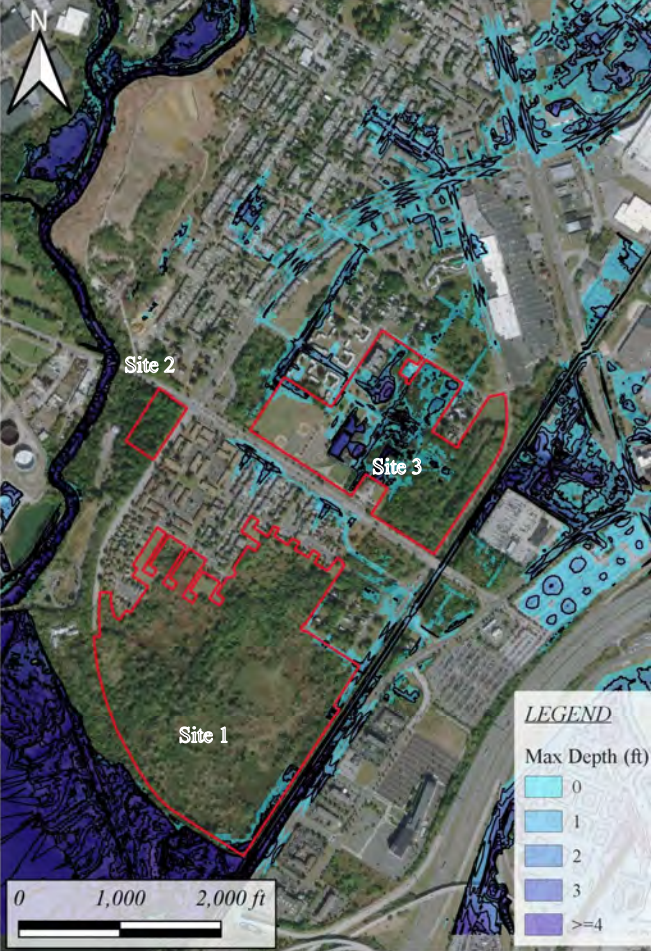 N
Site 2
Site 3
Site 1
LEGEND
Max Depth (ft)
0
1
2
3
>=4
0 1,000 2,000 ft